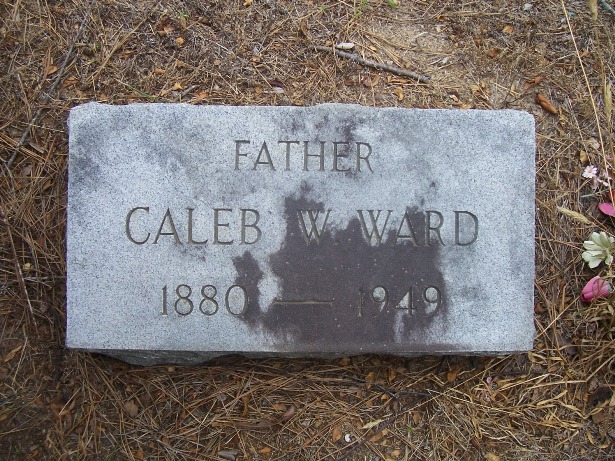 FATHER
CALEB W. WARD
1880 — 1949